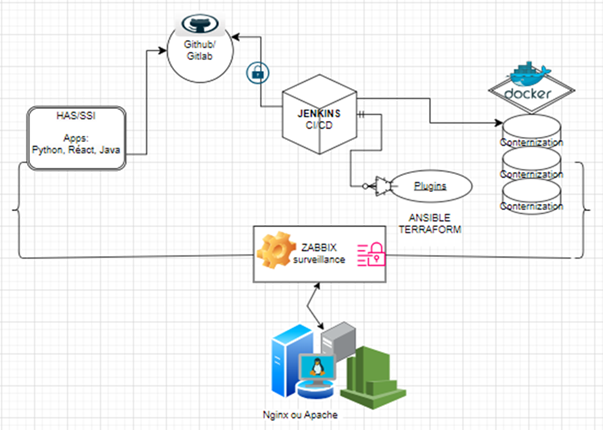 Github/
Gitlab
HAS/SSI
Apps:
Python, Réact, Java
JENKINS
CI/CD
docker
Conternization
Conternization
Conternization
Plugins
ANSIBLE
TERRAFORM
ZABBIX
surveillance
Nginx ou Apache